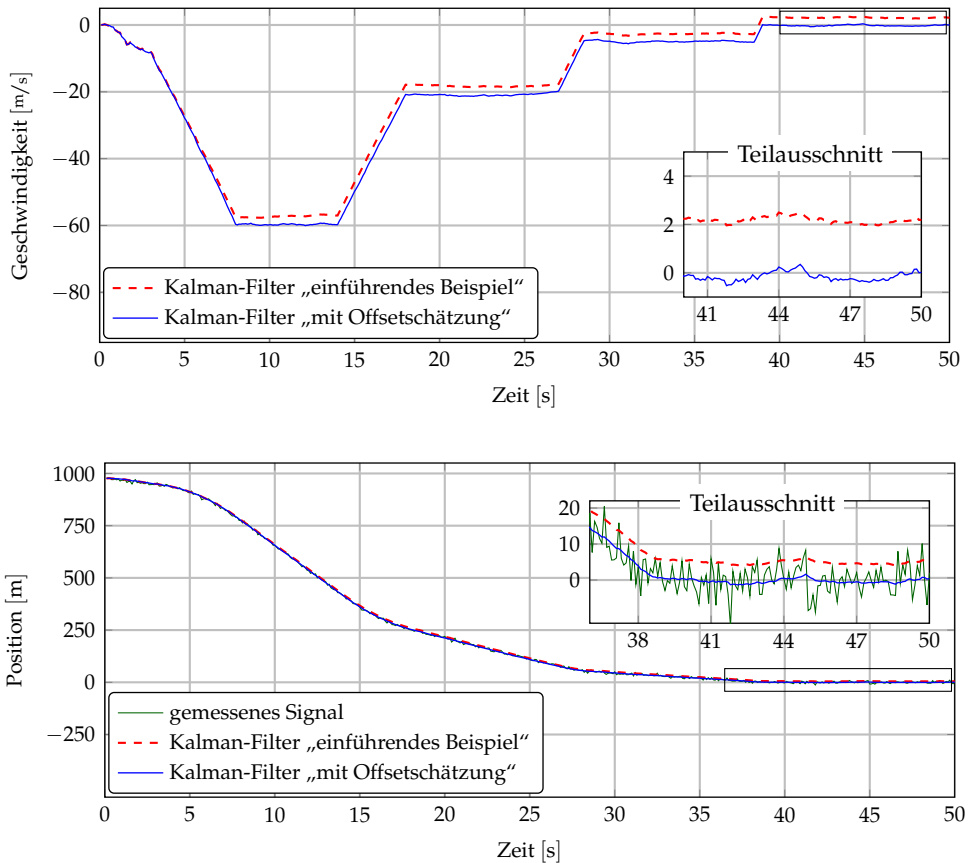 0
−20
−40
−60
−80
Geschwindigkeit [m/s]
Teilausschnitt
4
2
0
41 44 47 50
Kalman-Filter „einführendes Beispiel“
Kalman-Filter „mit Offsetschätzung“
0 5 10 15 20 25 30 35 40 45 50
Zeit [s]
1000
750
500
250
0
−250
Position [m]
Teilausschnitt
20
10
0
38 41 44 47 50
gemessenes Signal
Kalman-Filter „einführendes Beispiel“
Kalman-Filter „mit Offsetschätzung“
0 5 10 15 20 25 30 35 40 45 50
Zeit [s]